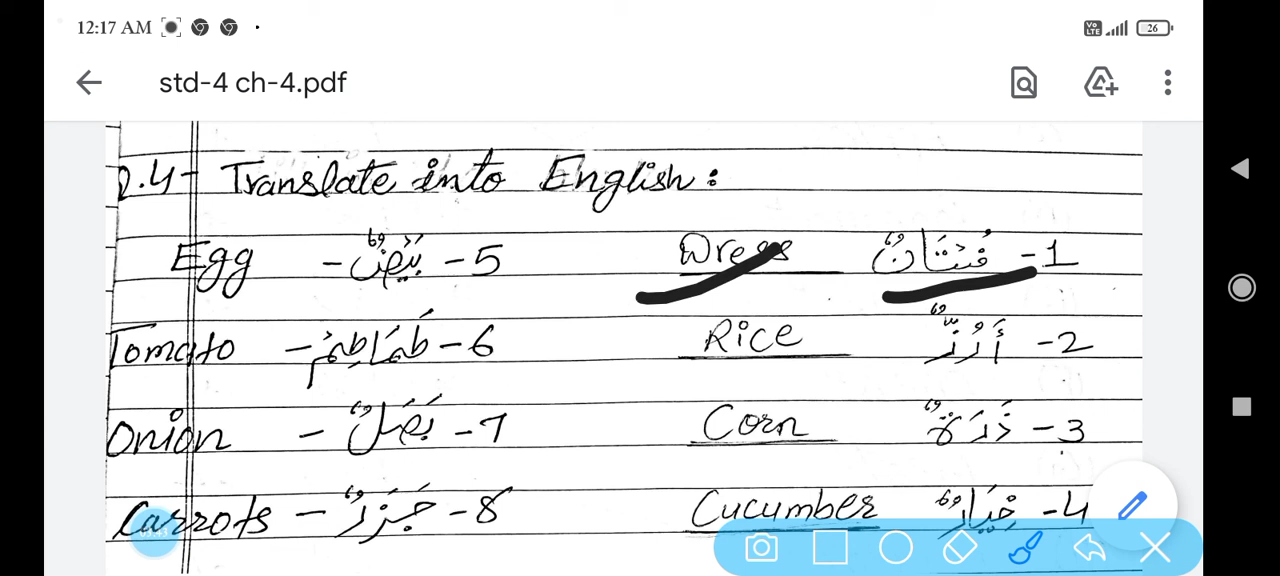 12:17 AM
26
std-4 ch-4.pdf
Q.4- Translate into English:
1- فُسْتَانٌ Dress 5- بَيْضٌ - Egg
2- أَرُزٌّ Rice 6- طَمَاطِمْ - Tomato
3- ذَرَةٌ Corn 7- بَصَلٌ - Onion
4- خِيَارٌ Cucumber 8- جَزَرٌ - Carrots